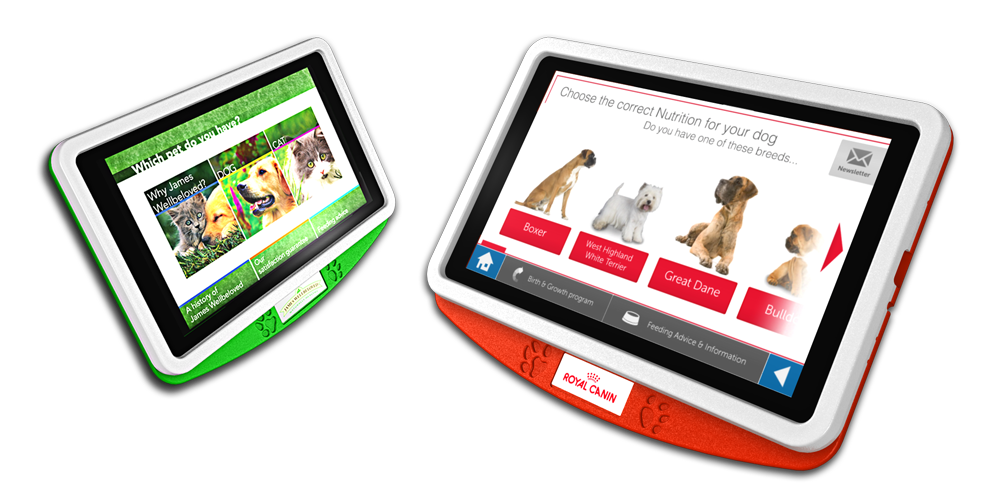 Which pet do you have?
Why James
Wellbeloved?
DOG
CAT
A history of
James Wellbeloved
Our
satisfaction guarantee
Feeding advice
JAMES WELLBELOVED
Choose the correct Nutrition for your dog
Do you have one of these breeds...
Newsletter
Boxer
West Highland
White Terrier
Great Dane
Bulld
Birth & Growth program
Feeding Advice & Information
ROYAL CANIN